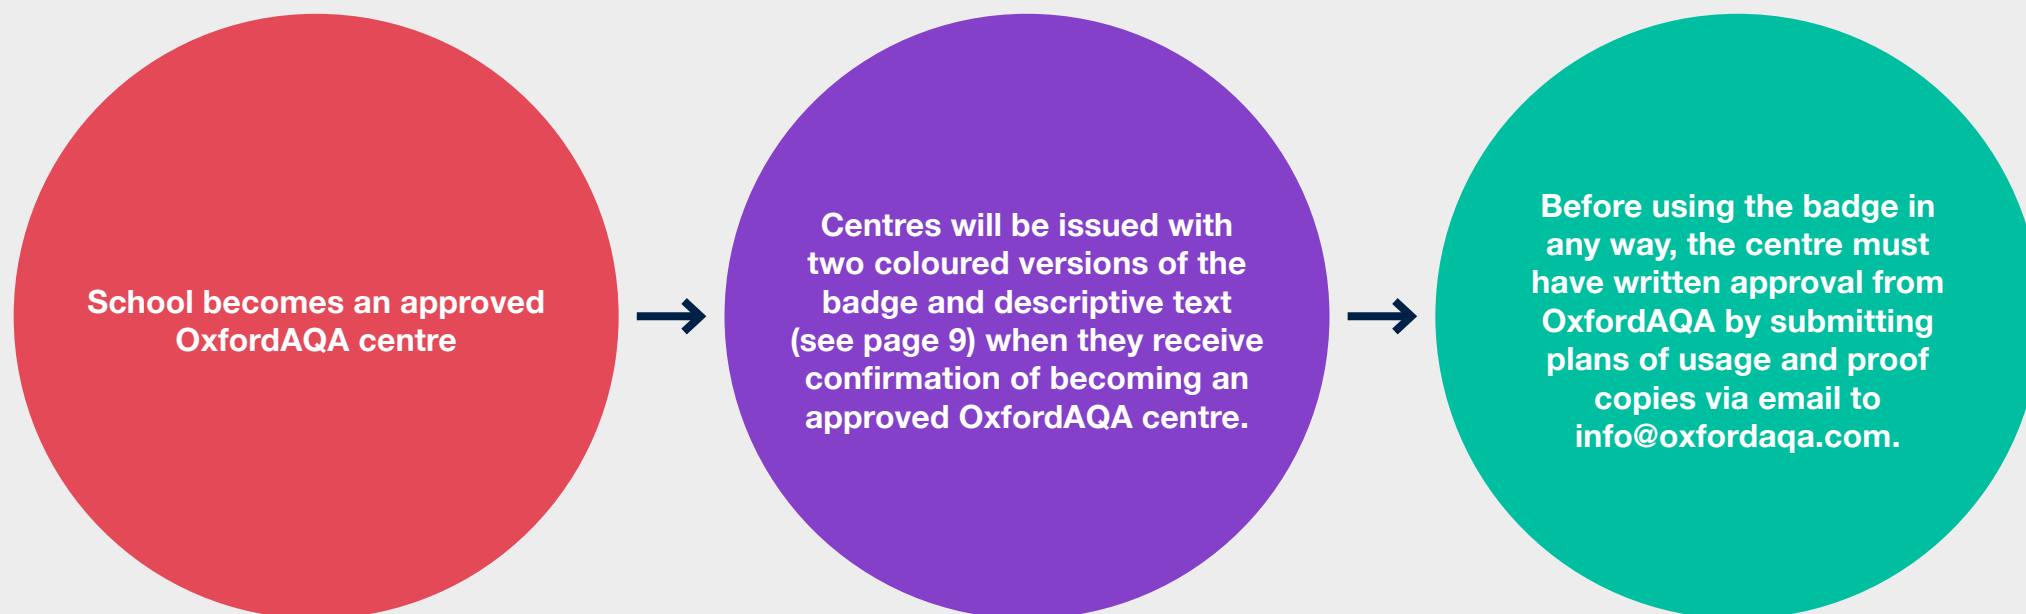 School becomes an approved
OxfordAQA centre
Centres will be issued with
two coloured versions of the
badge and descriptive text
(see page 9) when they receive
confirmation of becoming an
approved OxfordAQA centre.
Before using the badge in
any way, the centre must
have written approval from
OxfordAQA by submitting
plans of usage and proof
copies via email to
info@oxfordaqa.com.